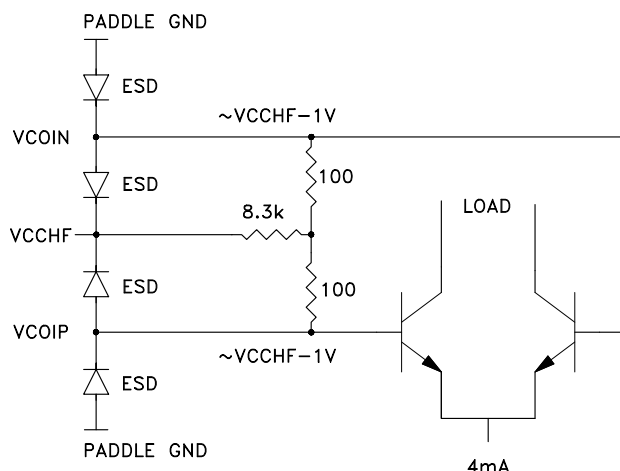 PADDLE GND
ESD
~VCCHF-1V
VCOIN
ESD
100
8.3k
LOAD
VCCHF
ESD
100
VCOIP
~VCCHF-1V
ESD
PADDLE GND
4mA